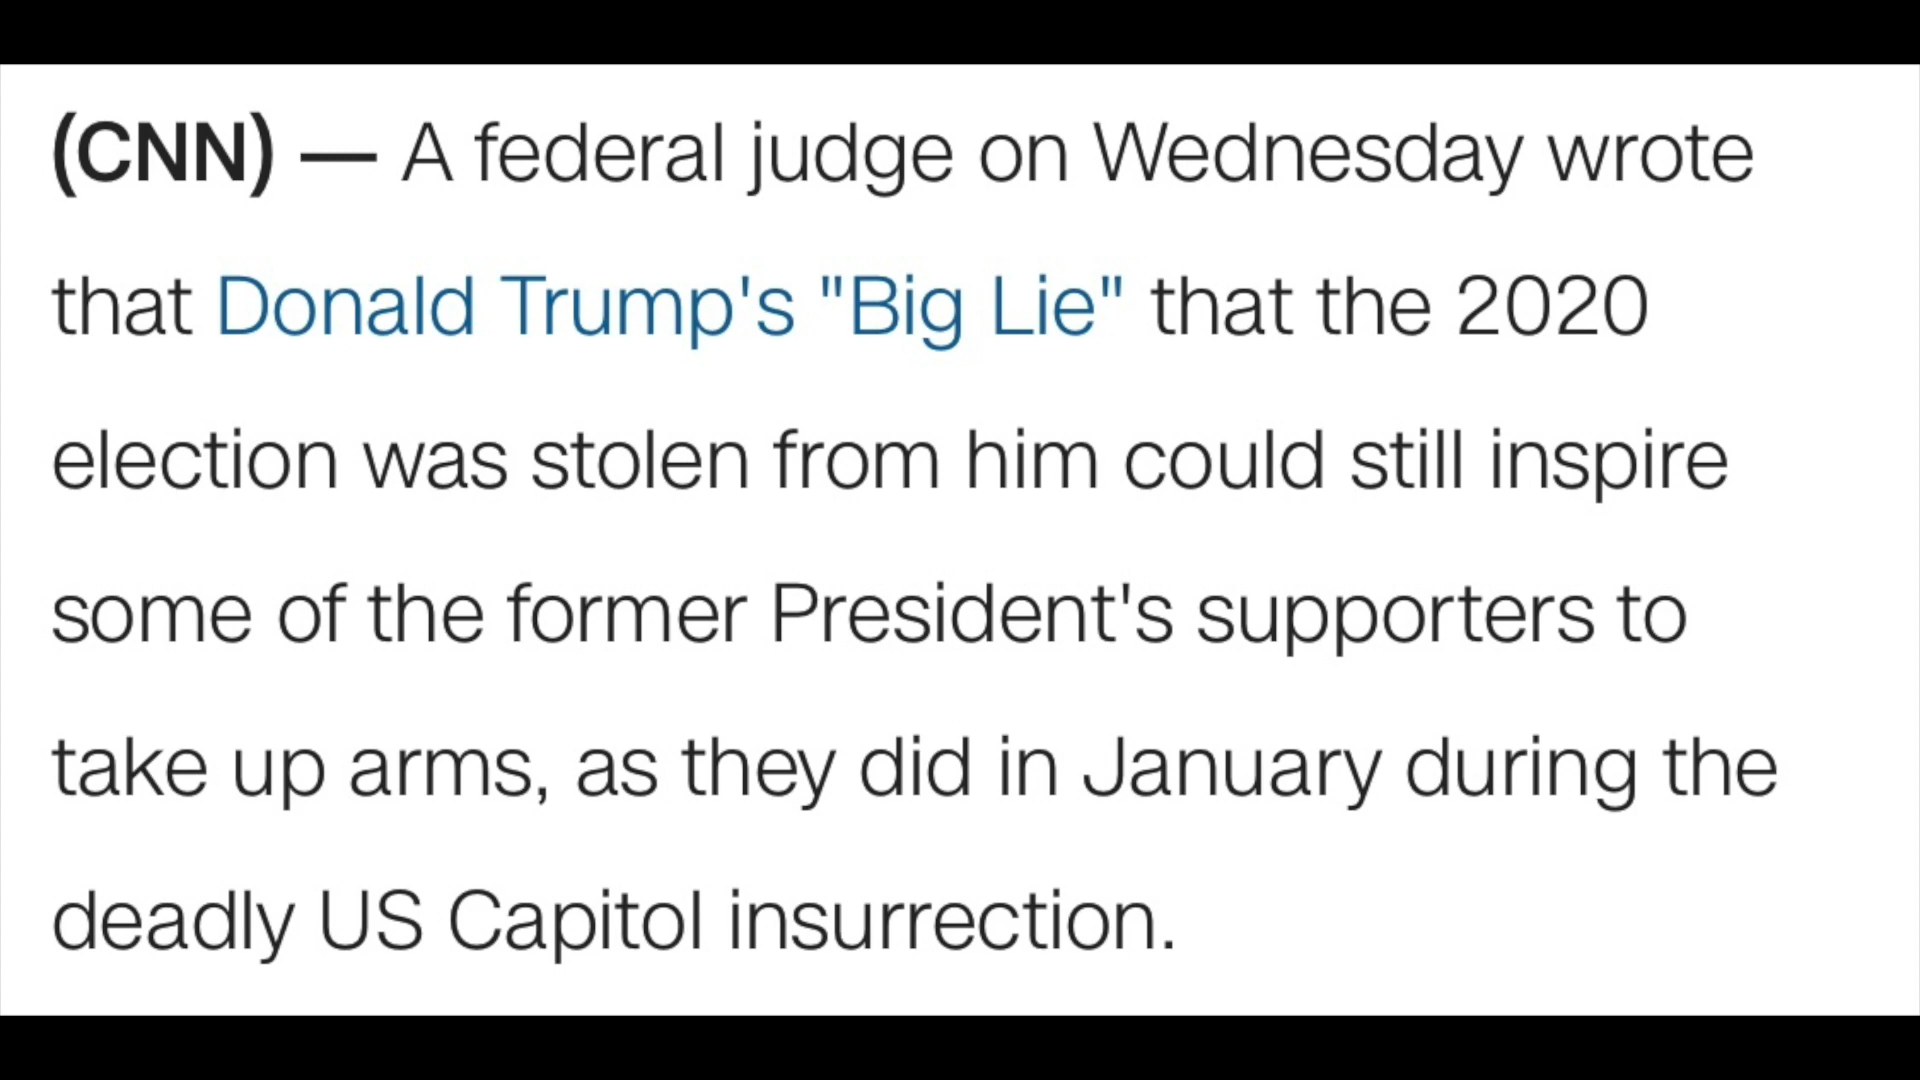 (CNN) — A federal judge on Wednesday wrote
that Donald Trump's "Big Lie" that the 2020
election was stolen from him could still inspire
some of the former President's supporters to
take up arms, as they did in January during the
deadly US Capitol insurrection.